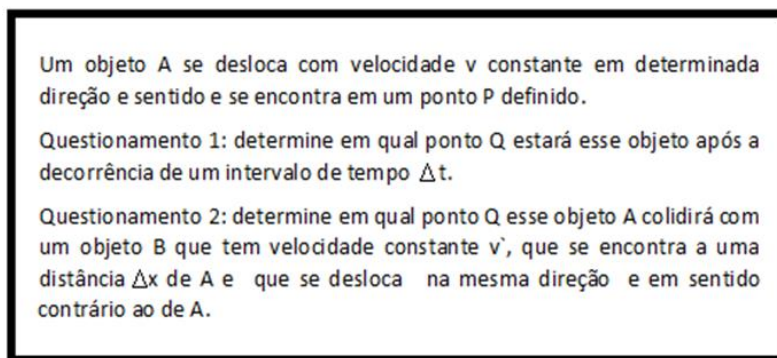 Um objeto A se desloca com velocidade v constante em determinada
direção e sentido e se encontra em um ponto P definido.
Questionamento 1: determine em qual ponto Q estará esse objeto após a
decorrência de um intervalo de tempo Δt.
Questionamento 2: determine em qual ponto Q esse objeto A colidirá com
um objeto B que tem velocidade constante v`, que se encontra a uma
distância Δx de A e que se desloca na mesma direção e em sentido
contrário ao de A.